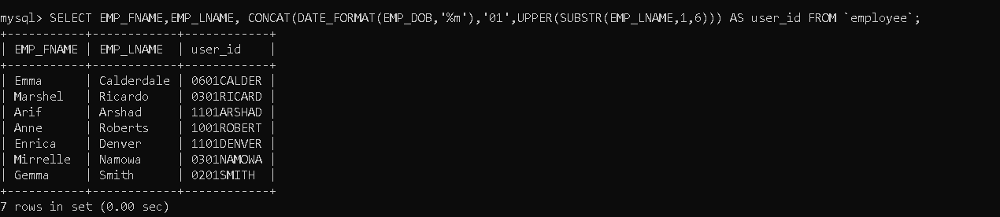 mysql> SELECT EMP_FNAME,EMP_LNAME, CONCAT(DATE_FORMAT(EMP_DOB,'%m'),'01',UPPER(SUBSTR(EMP_LNAME,1,6))) AS user_id FROM `employee`;
+-----------+------------+------------+
| EMP_FNAME | EMP_LNAME  | user_id    |
+-----------+------------+------------+
| Emma      | Calderdale | 0601CALDER |
| Marshel   | Ricardo    | 0301RICARD |
| Arif      | Arshad     | 1101ARSHAD |
| Anne      | Roberts    | 1001ROBERT |
| Enrica    | Denver     | 1101DENVER |
| Mirrelle  | Namowa     | 0301NAMOWA |
| Gemma     | Smith      | 0201SMITH  |
+-----------+------------+------------+
7 rows in set (0.00 sec)